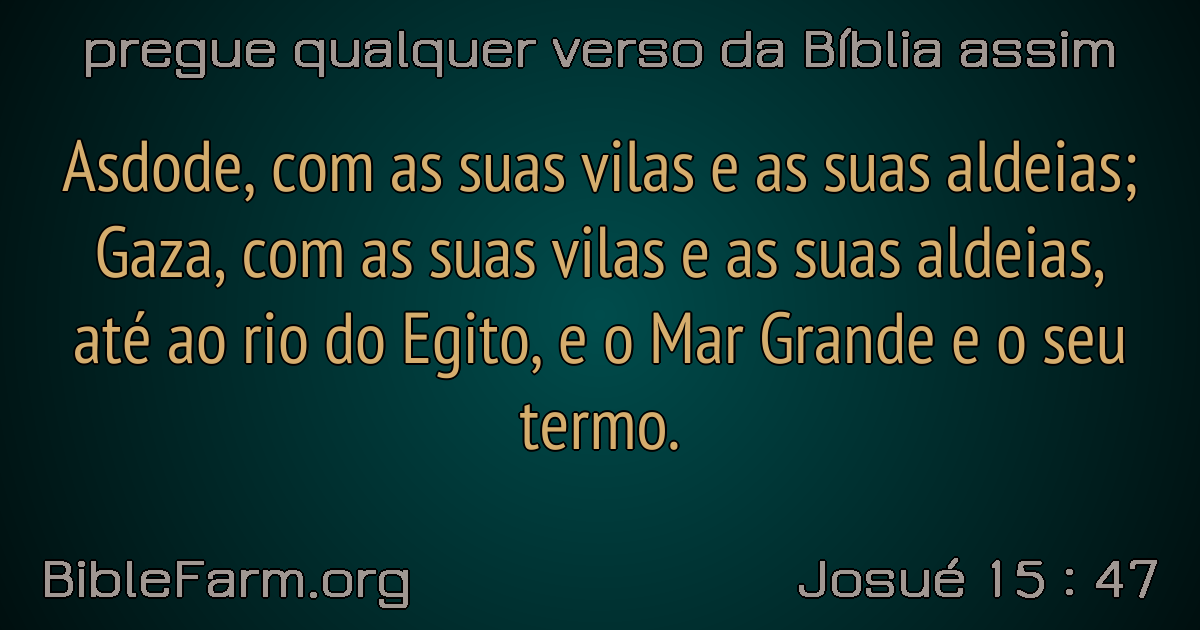 pregue qualquer verso da Bíblia assim
Asdode, com as suas vilas e as suas aldeias;
Gaza, com as suas vilas e as suas aldeias,
até ao rio do Egito, e o Mar Grande e o seu
termo.
BibleFarm.org
Josué 15 : 47